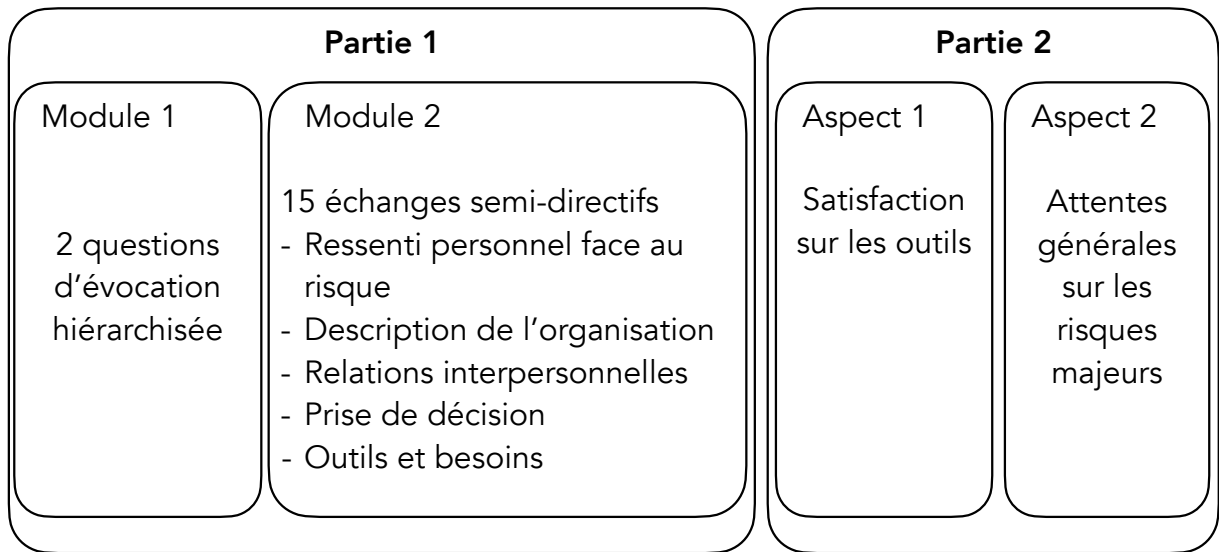 Partie 1
Module 1
2 questions
d'évocation
hiérarchisée
Module 2
15 échanges semi-directifs
- Ressenti personnel face au
risque
- Description de l'organisation
- Relations interpersonnelles
- Prise de décision
- Outils et besoins
Partie 2
Aspect 1
Satisfaction
sur les outils
Aspect 2
Attentes
générales
sur les
risques
majeurs